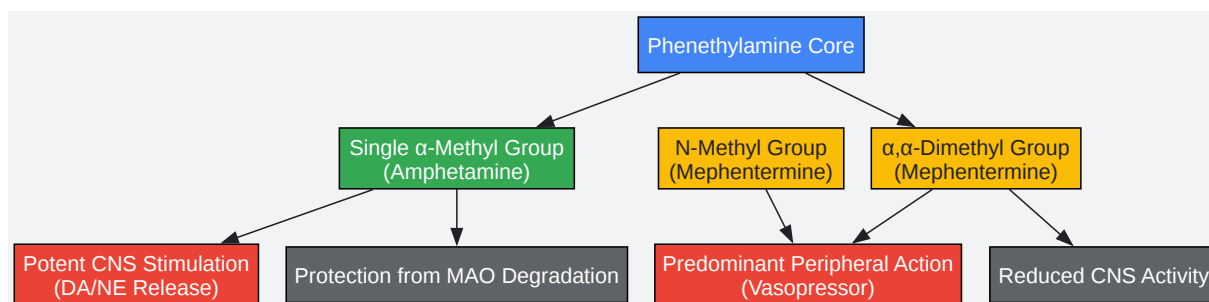 Phenethylamine Core
Single α-Methyl Group
(Amphetamine)
N-Methyl Group
(Mephentermine)
α,α-Dimethyl Group
(Mephentermine)
Potent CNS Stimulation
(DA/NE Release)
Protection from MAO Degradation
Predominant Peripheral Action
(Vasopressor)
Reduced CNS Activity